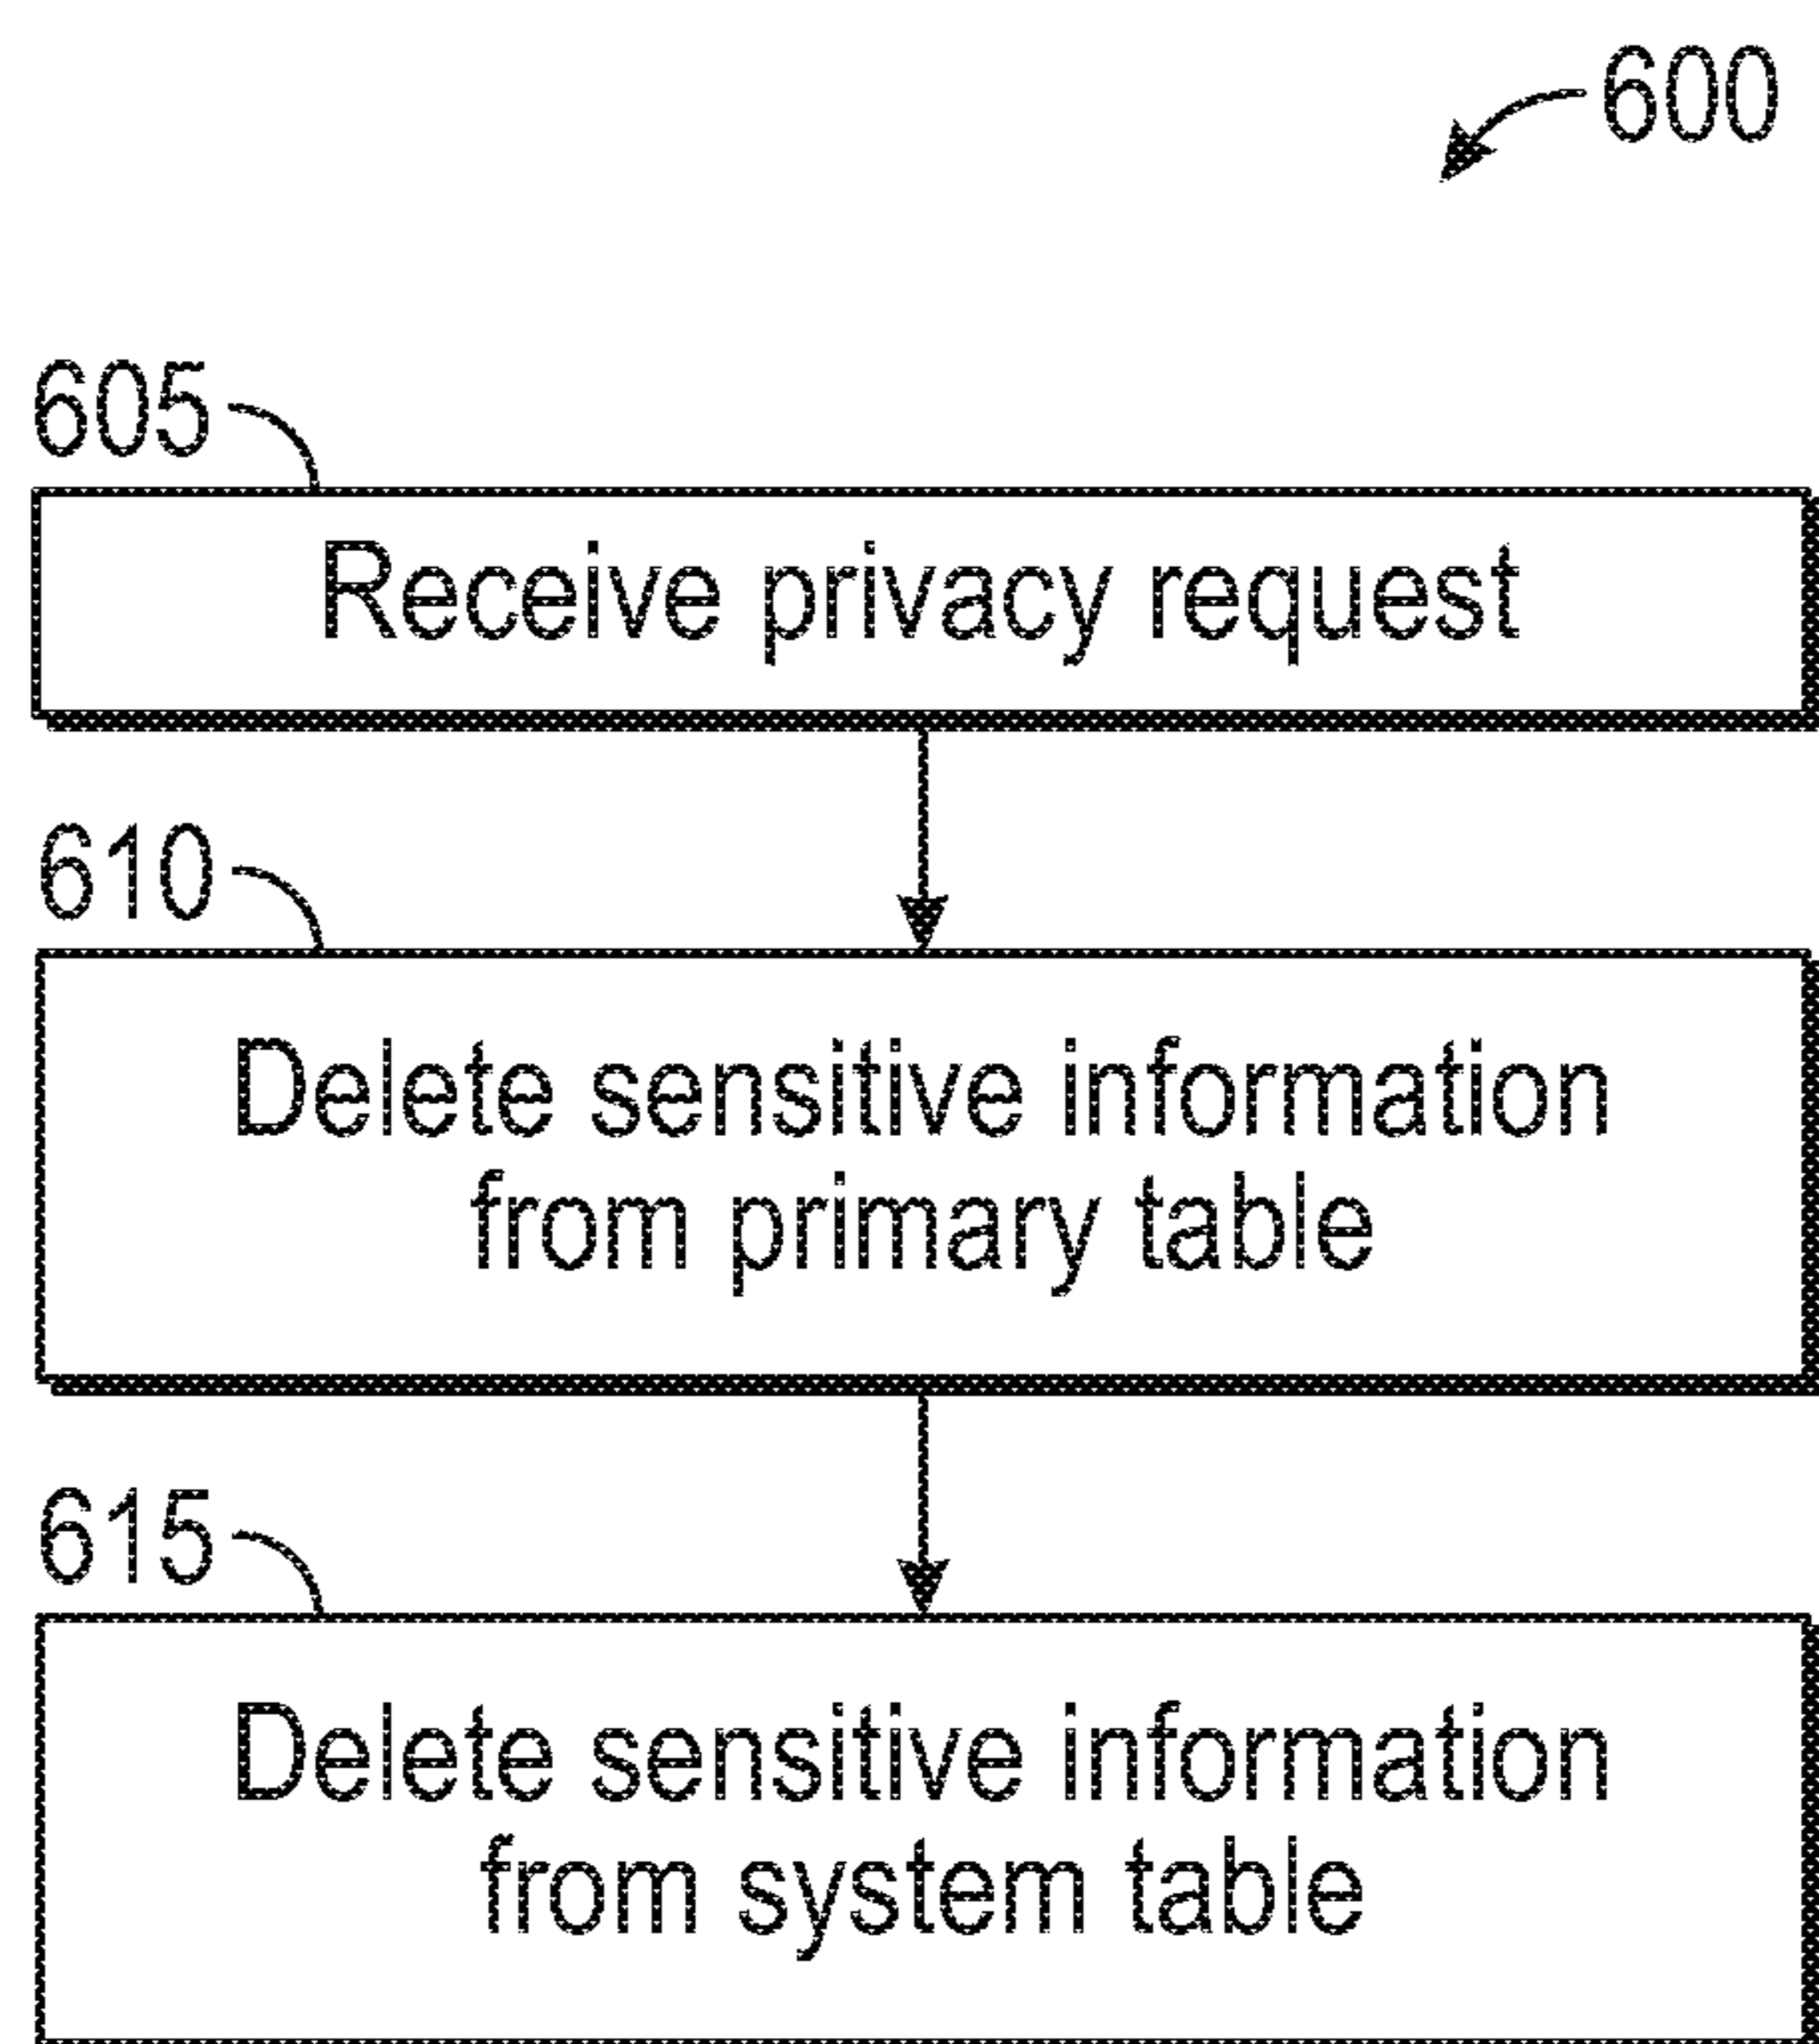 600
605
Receive privacy request
610
Delete sensitive information
from primary table
615
Delete sensitive information
from system table